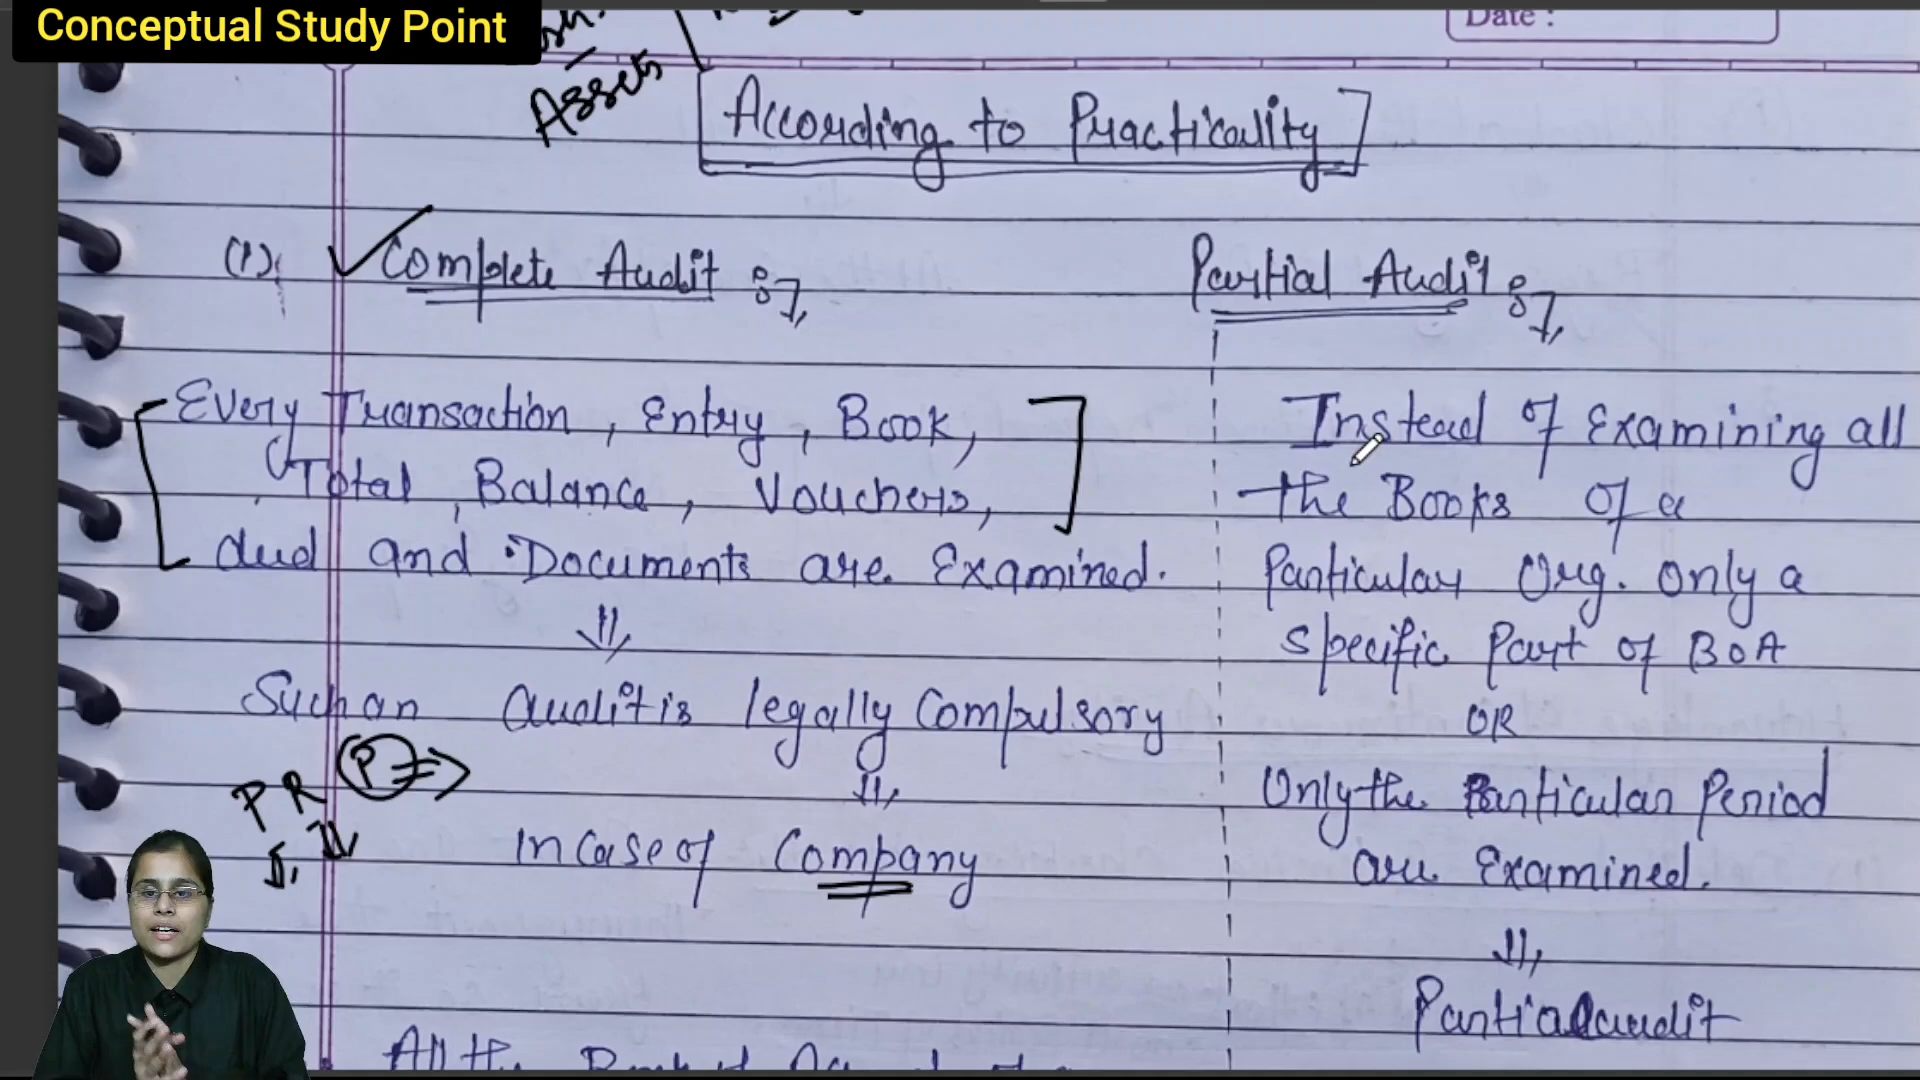 Conceptual Study Point
Date :
Assets
According to Practicality
(1). Complete Audit :
Every Transaction, Entry, Book,
Total, Balance, Vouchers,
dud and Documents are Examined.
Such an audit is legally Compulsory
P R P
in Case of Company
Partial Audit :
Instead of Examining all
the Books of a
Particular Org. Only a
Specific Part of BOA
OR
Only the Particular Period
are Examined.
Partial audit